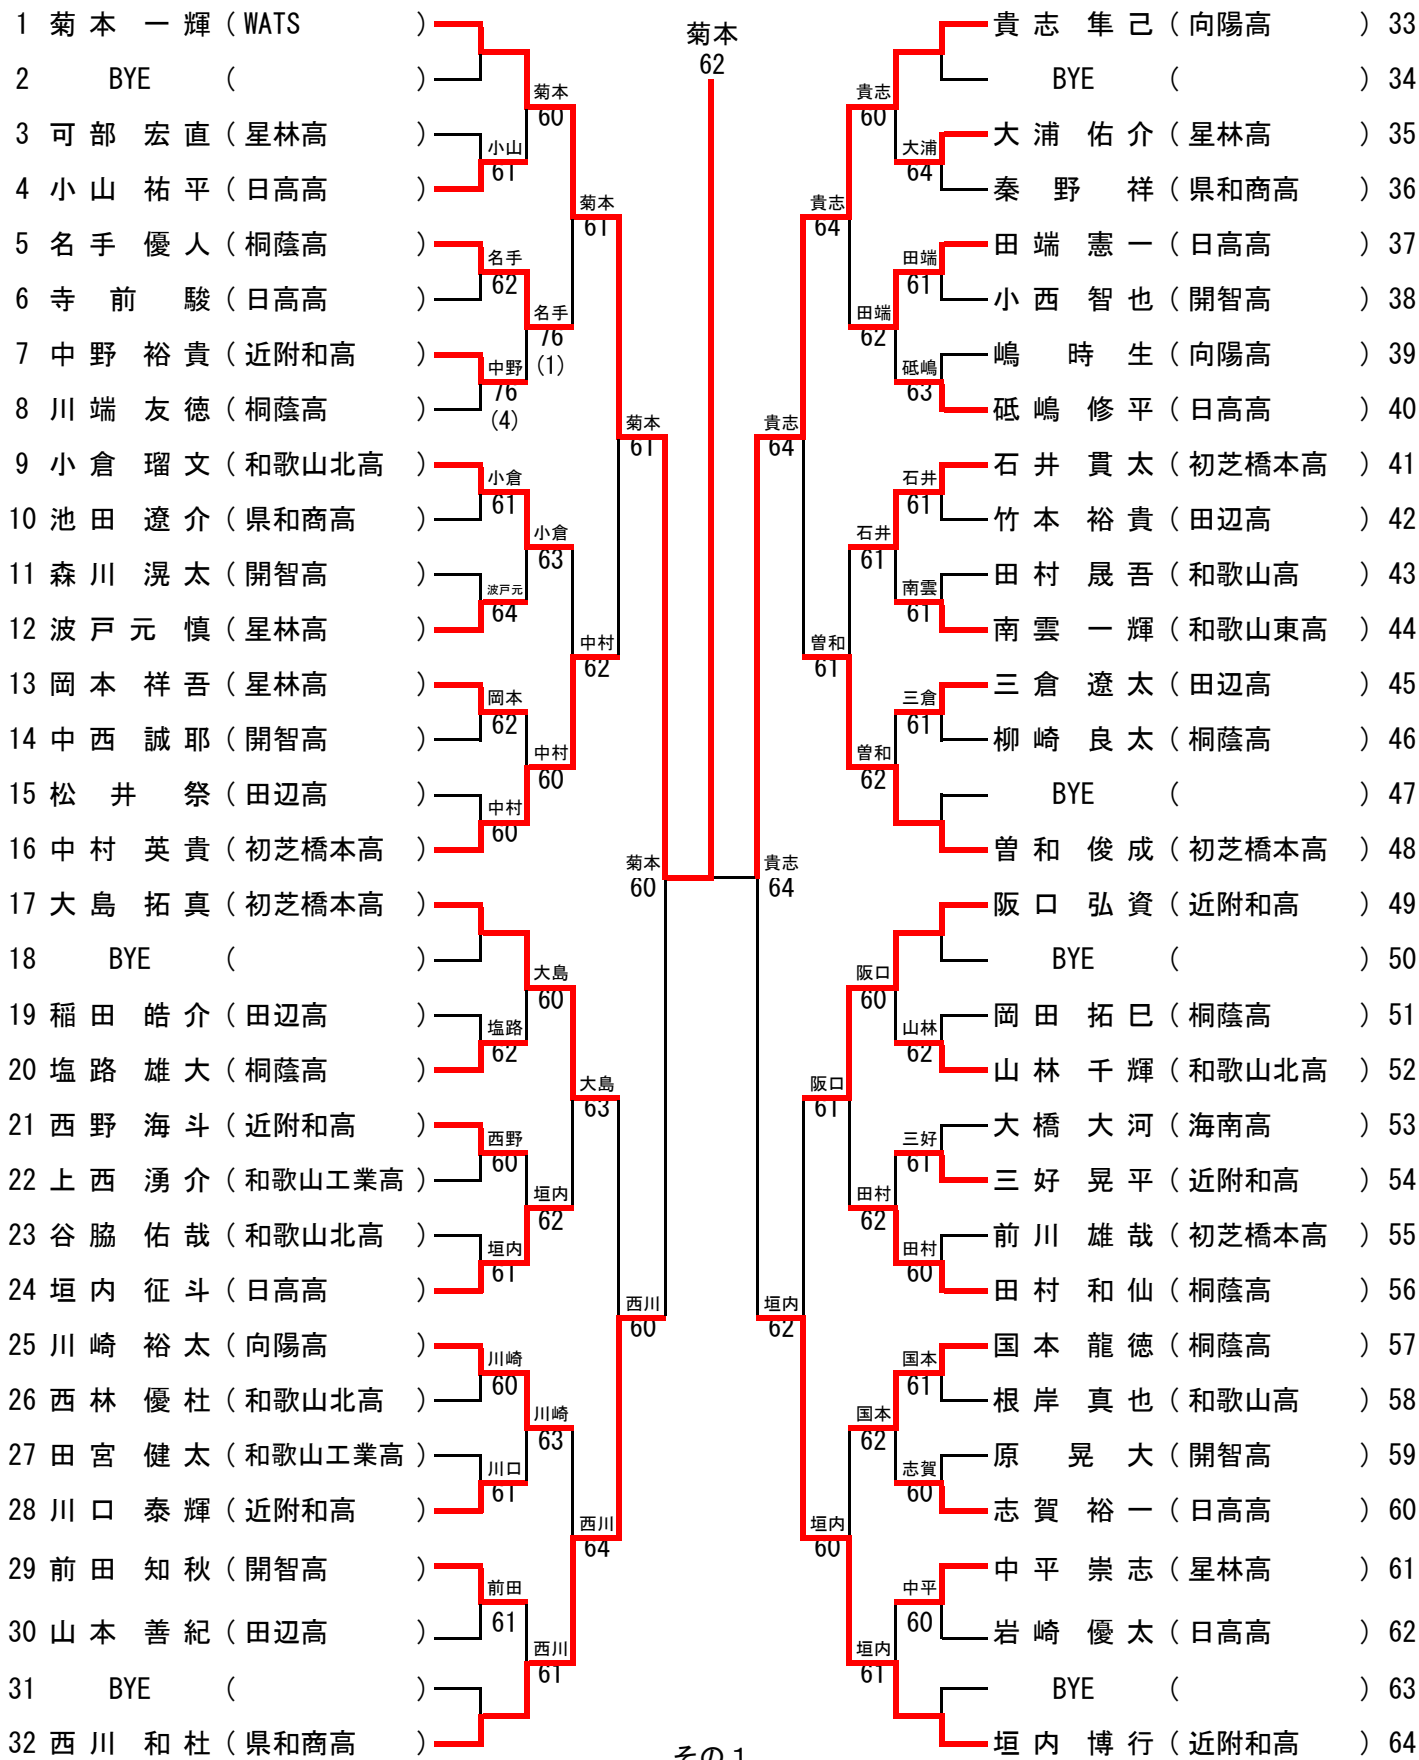 菊本
62
1 菊本 一輝 (WATS)
2 BYE ( )
3 可部 宏直 (星林高)
4 小山 祐平 (日高高)
5 名手 優人 (桐蔭高)
6 寺前 駿 (日高高)
7 中野 裕貴 (近附和高)
8 川端 友徳 (桐蔭高)
9 小倉 瑠文 (和歌山北高)
10 池田 遼介 (県和商高)
11 森川 滉太 (開智高)
12 波戸元 慎 (星林高)
13 岡本 祥吾 (星林高)
14 中西 誠耶 (開智高)
15 松井 祭 (田辺高)
16 中村 英貴 (初芝橋本高)
17 大島 拓真 (初芝橋本高)
18 BYE ( )
19 稲田 皓介 (田辺高)
20 塩路 雄大 (桐蔭高)
21 西野 海斗 (近附和高)
22 上西 湧介 (和歌山工業高)
23 谷脇 佑哉 (和歌山北高)
24 垣内 征斗 (日高高)
25 川崎 裕太 (向陽高)
26 西林 優杜 (和歌山北高)
27 田宮 健太 (和歌山工業高)
28 川口 泰輝 (近附和高)
29 前田 知秋 (開智高)
30 山本 善紀 (田辺高)
31 BYE ( )
32 西川 和杜 (県和商高)
小山
61
名手
62
中野
76
(4)
小倉
61
波戸元
64
岡本
62
中村
60
塩路
62
西野
60
垣内
61
川崎
60
川口
61
前田
61
菊本
60
名手
76
(1)
小倉
63
中村
60
大島
60
垣内
62
川崎
63
西川
61
菊本
61
中村
62
大島
63
西川
64
菊本
61
西川
60
菊本
60
貴志
64
貴志
64
垣内
62
貴志
64
曽和
61
阪口
61
垣内
60
貴志
60
田端
62
石井
61
曽和
62
阪口
60
田村
62
国本
62
垣内
61
大浦
64
田端
61
砥嶋
63
石井
61
南雲
61
三倉
61
山林
62
三好
61
田村
60
国本
61
志賀
60
中平
60
貴志 隼己 (向陽高) 33
BYE ( ) 34
大浦 佑介 (星林高) 35
秦野 祥 (県和商高) 36
田端 憲一 (日高高) 37
小西 智也 (開智高) 38
嶋 時生 (向陽高) 39
砥嶋 修平 (日高高) 40
石井 貫太 (初芝橋本高) 41
竹本 裕貴 (田辺高) 42
田村 晟吾 (和歌山高) 43
南雲 一輝 (和歌山東高) 44
三倉 遼太 (田辺高) 45
柳崎 良太 (桐蔭高) 46
BYE ( ) 47
曽和 俊成 (初芝橋本高) 48
阪口 弘資 (近附和高) 49
BYE ( ) 50
岡田 拓巳 (桐蔭高) 51
山林 千輝 (和歌山北高) 52
大橋 大河 (海南高) 53
三好 晃平 (近附和高) 54
前川 雄哉 (初芝橋本高) 55
田村 和仙 (桐蔭高) 56
国本 龍徳 (桐蔭高) 57
根岸 真也 (和歌山高) 58
原 晃大 (開智高) 59
志賀 裕一 (日高高) 60
中平 崇志 (星林高) 61
岩崎 優太 (日高高) 62
BYE ( ) 63
垣内 博行 (近附和高) 64
その1